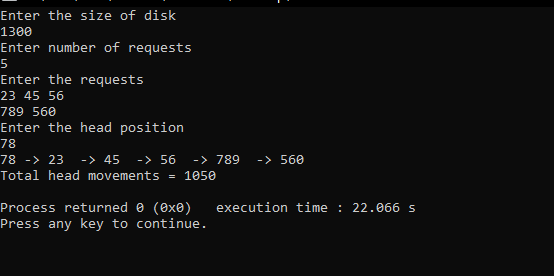 Enter the size of disk
1300
Enter number of requests
5
Enter the requests
23 45 56
789 560
Enter the head position
78
78 -> 23  -> 45  -> 56  -> 789  -> 560
Total head movements = 1050
Process returned 0 (0x0)   execution time : 22.066 s
Press any key to continue.